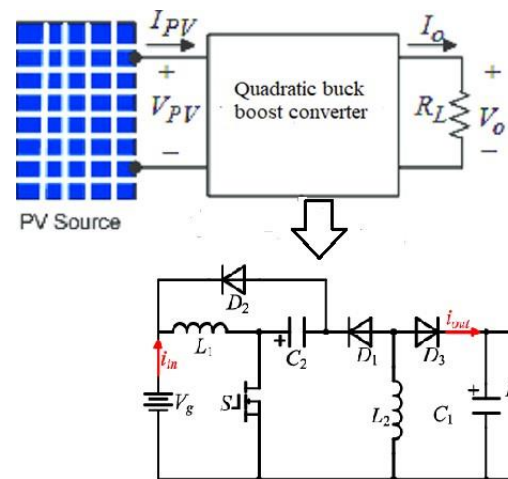 I_PV
I_o
+
V_PV
−
Quadratic buck
boost converter
R_L
+
V_o
−
PV Source
D_2
L_1
+
C_2
D_1
D_3
i_out
i_in
V_g
S
L_2
C_1
+